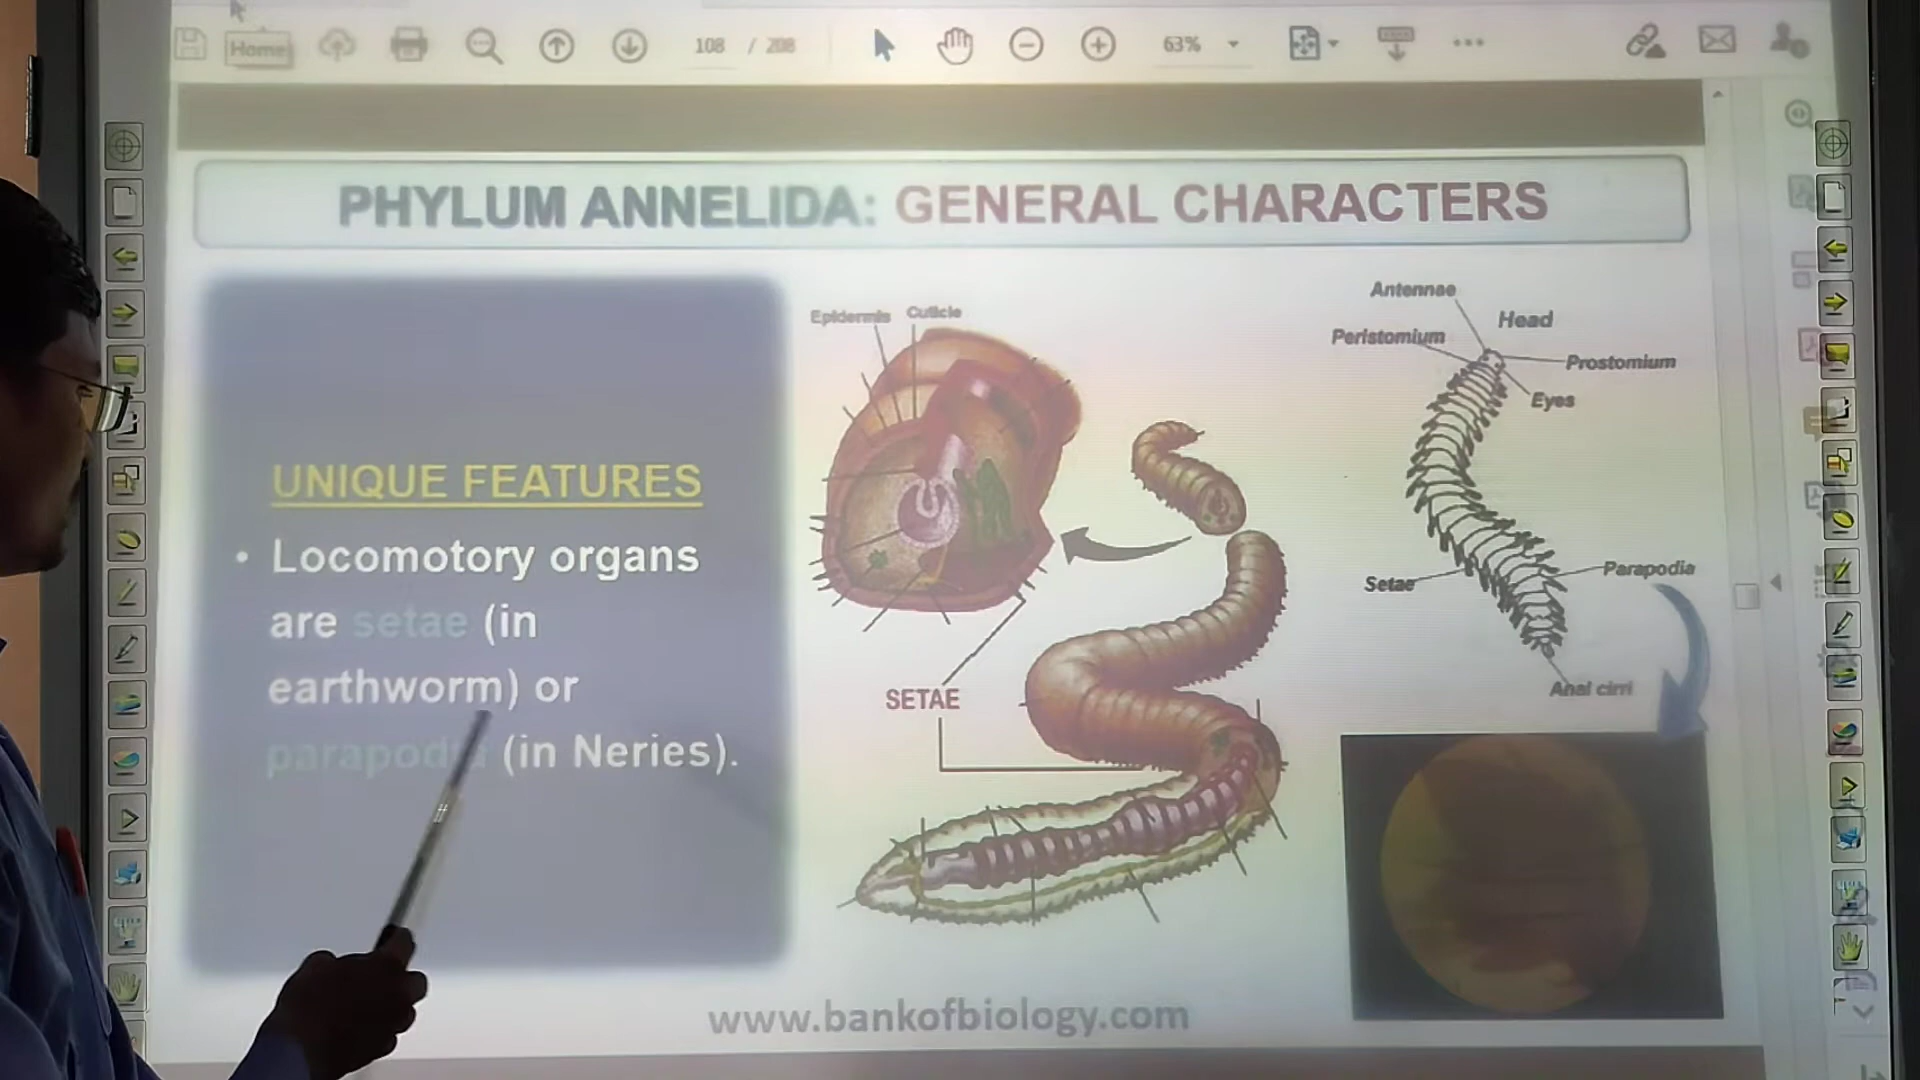 Home
108 / 208
63%
PHYLUM ANNELIDA: GENERAL CHARACTERS
UNIQUE FEATURES
• Locomotory organs
are setae (in
earthworm) or
parapodia (in Neries).
Epidermis
Cuticle
SETAE
Antennae
Head
Peristomium
Prostomium
Eyes
Setae
Parapodia
Anal cirri
www.bankofbiology.com